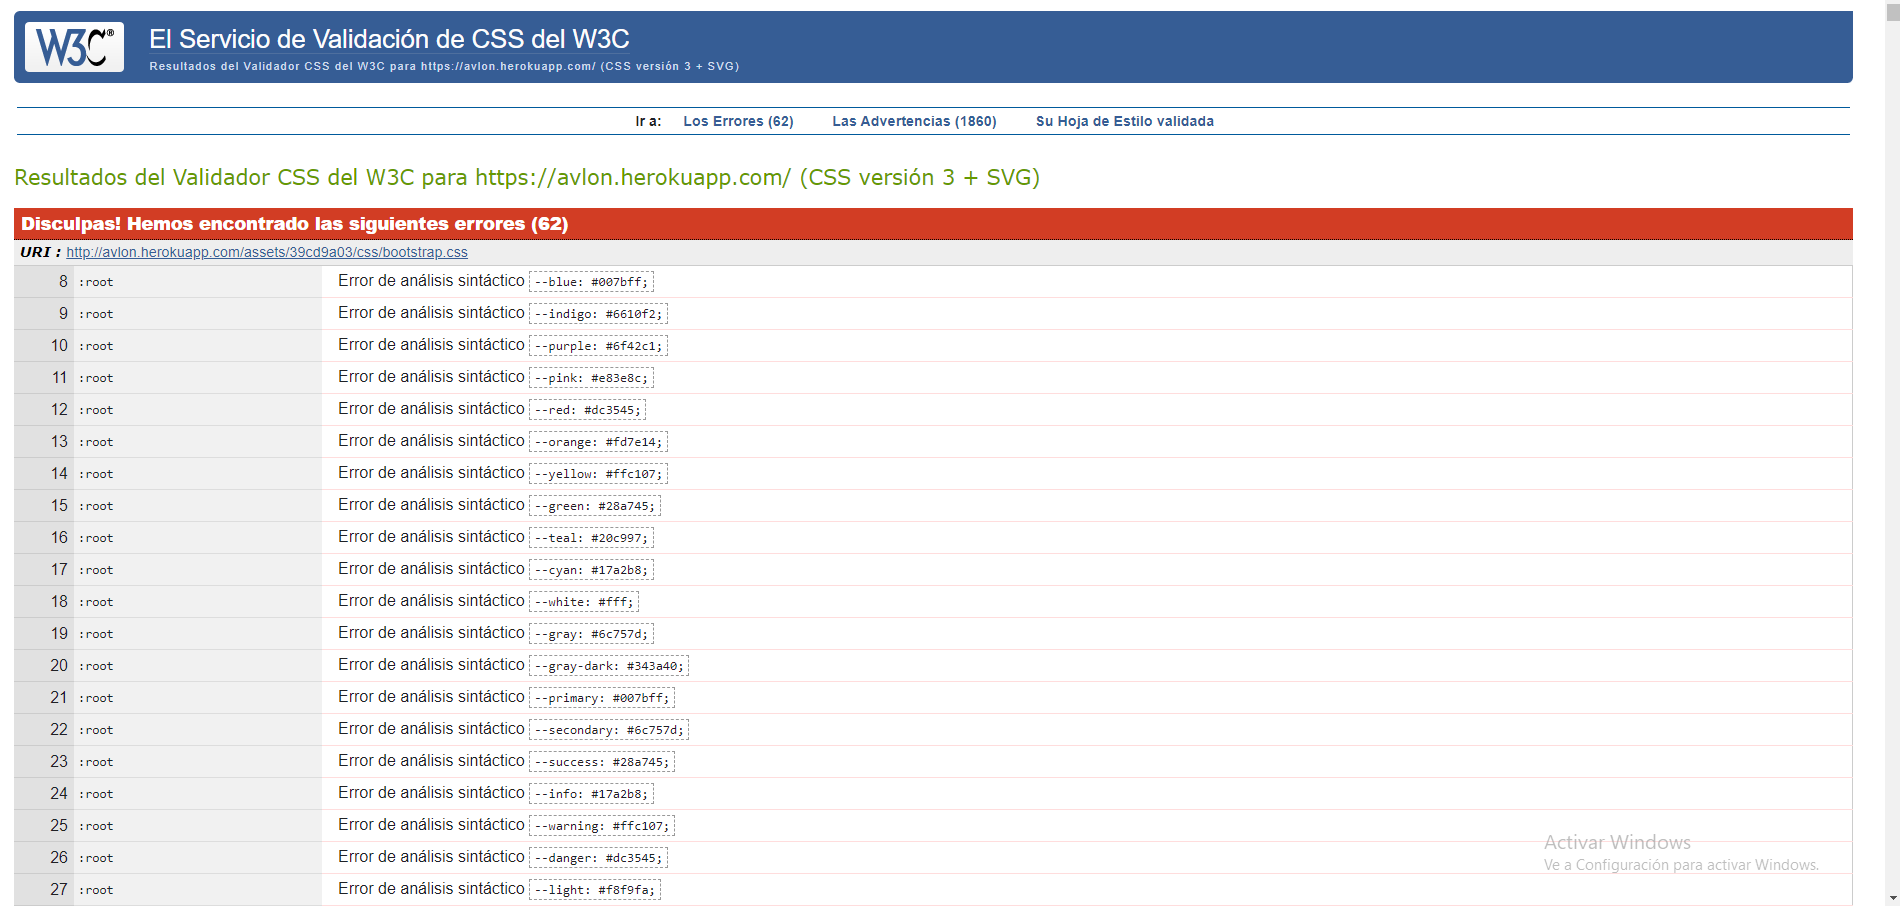 W3C® El Servicio de Validación de CSS del W3C
Resultados del Validador CSS del W3C para https://avlon.herokuapp.com/ (CSS versión 3 + SVG)
Ir a: Los Errores (62) Las Advertencias (1860) Su Hoja de Estilo validada
Resultados del Validador CSS del W3C para https://avlon.herokuapp.com/ (CSS versión 3 + SVG)
Disculpas! Hemos encontrado las siguientes errores (62)
URI : http://avlon.herokuapp.com/assets/39cd9a03/css/bootstrap.css
8 :root Error de análisis sintáctico --blue: #007bff;
9 :root Error de análisis sintáctico --indigo: #6610f2;
10 :root Error de análisis sintáctico --purple: #6f42c1;
11 :root Error de análisis sintáctico --pink: #e83e8c;
12 :root Error de análisis sintáctico --red: #dc3545;
13 :root Error de análisis sintáctico --orange: #fd7e14;
14 :root Error de análisis sintáctico --yellow: #ffc107;
15 :root Error de análisis sintáctico --green: #28a745;
16 :root Error de análisis sintáctico --teal: #20c997;
17 :root Error de análisis sintáctico --cyan: #17a2b8;
18 :root Error de análisis sintáctico --white: #fff;
19 :root Error de análisis sintáctico --gray: #6c757d;
20 :root Error de análisis sintáctico --gray-dark: #343a40;
21 :root Error de análisis sintáctico --primary: #007bff;
22 :root Error de análisis sintáctico --secondary: #6c757d;
23 :root Error de análisis sintáctico --success: #28a745;
24 :root Error de análisis sintáctico --info: #17a2b8;
25 :root Error de análisis sintáctico --warning: #ffc107;
26 :root Error de análisis sintáctico --danger: #dc3545;
27 :root Error de análisis sintáctico --light: #f8f9fa;
Activar Windows
Ve a Configuración para activar Windows.